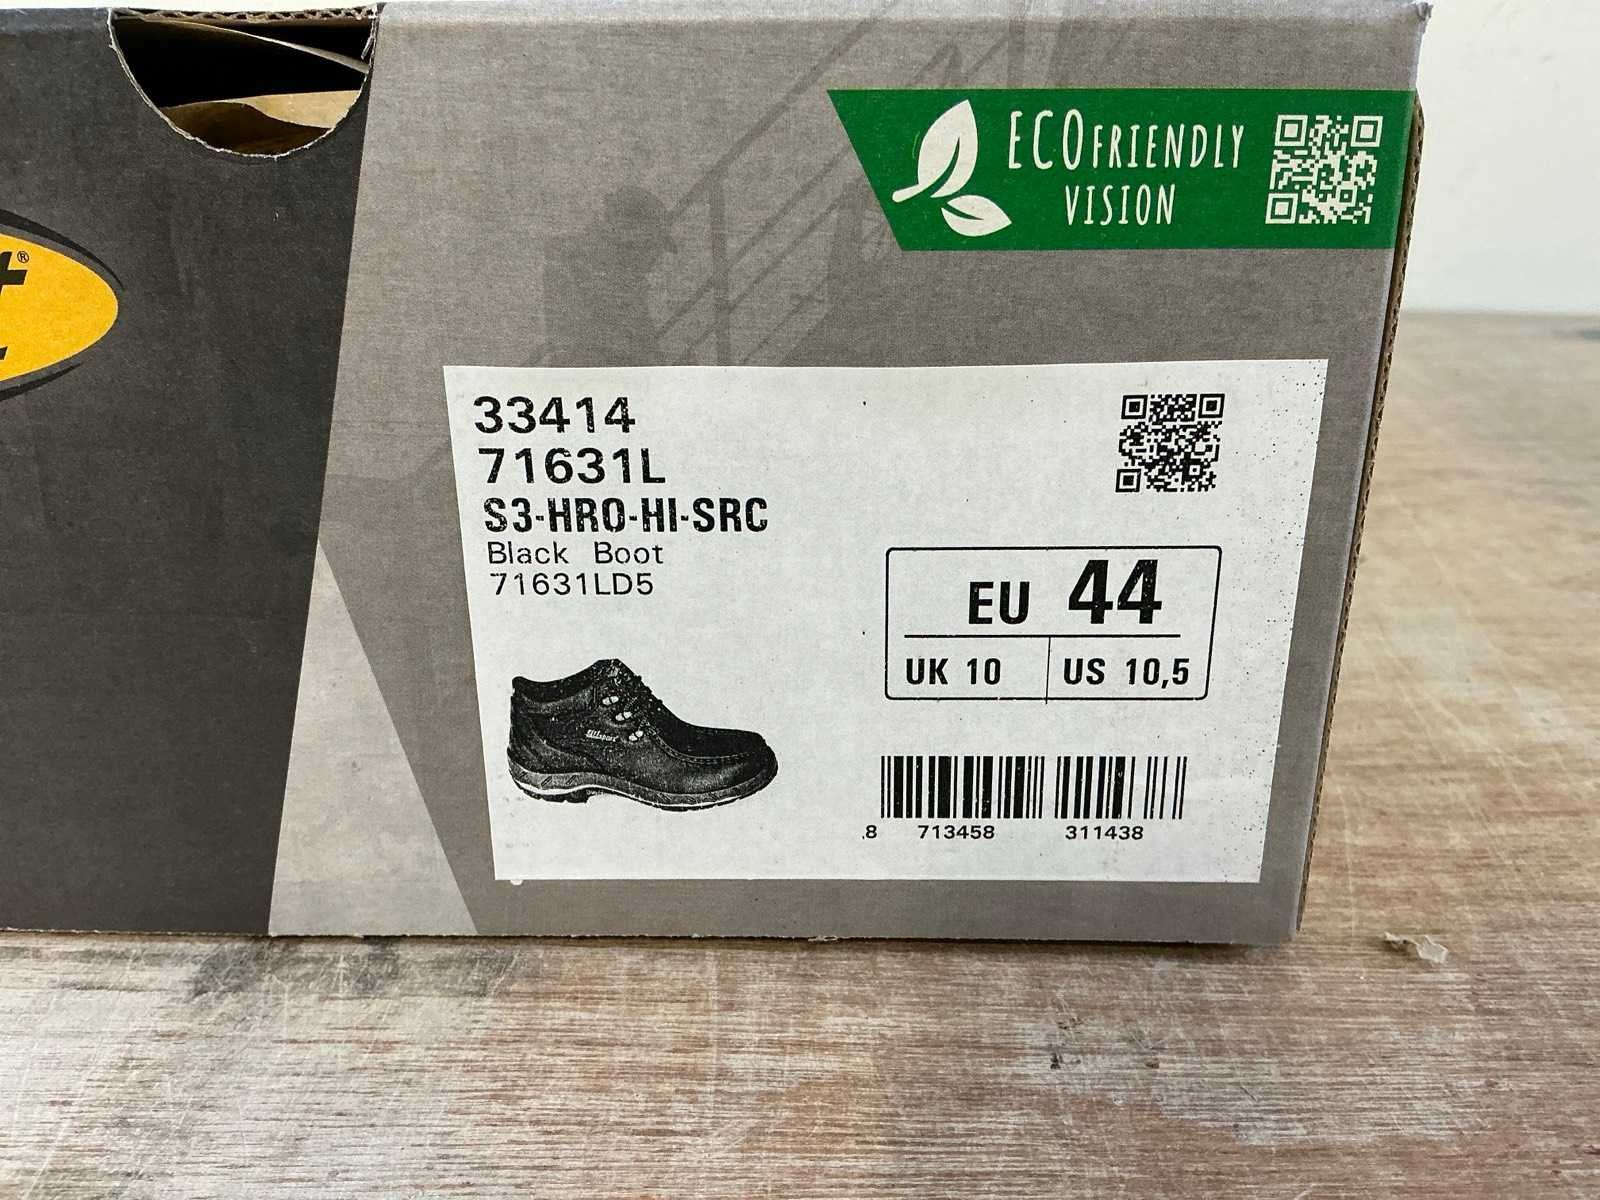 t®
ECOFRIENDLY
VISION
33414
71631L
S3-HRO-HI-SRC
Black Boot
71631LD5
EU 44
UK 10 US 10,5
8 713458 311438